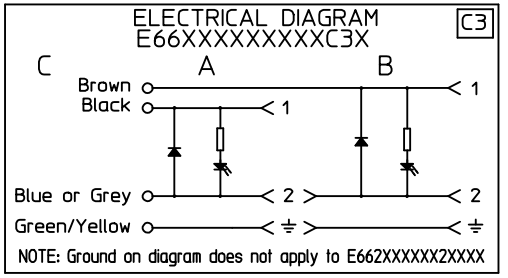 ELECTRICAL DIAGRAM C3
E66XXXXXXXXXC3X
C A B
Brown 1
Black 1
Blue or Grey 2 2
Green/Yellow
NOTE: Ground on diagram does not apply to E662XXXXXX2XXXX